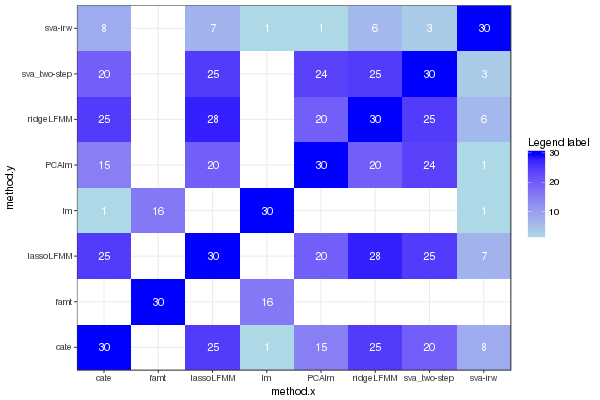 sva-irw 8 7 1 1 6 3 30
sva_two-step 20 25 24 25 30 3
ridgeLFMM 25 28 20 30 25 6
PCAlm 15 20 30 20 24 1
lm 1 16 30 1
lassoLFMM 25 30 20 28 25 7
famt 30 16
cate 30 25 1 15 25 20 8
cate famt lassoLFMM lm PCAlm ridgeLFMM sva_two-step sva-irw
method.x
method.y
Legend label
30
20
10